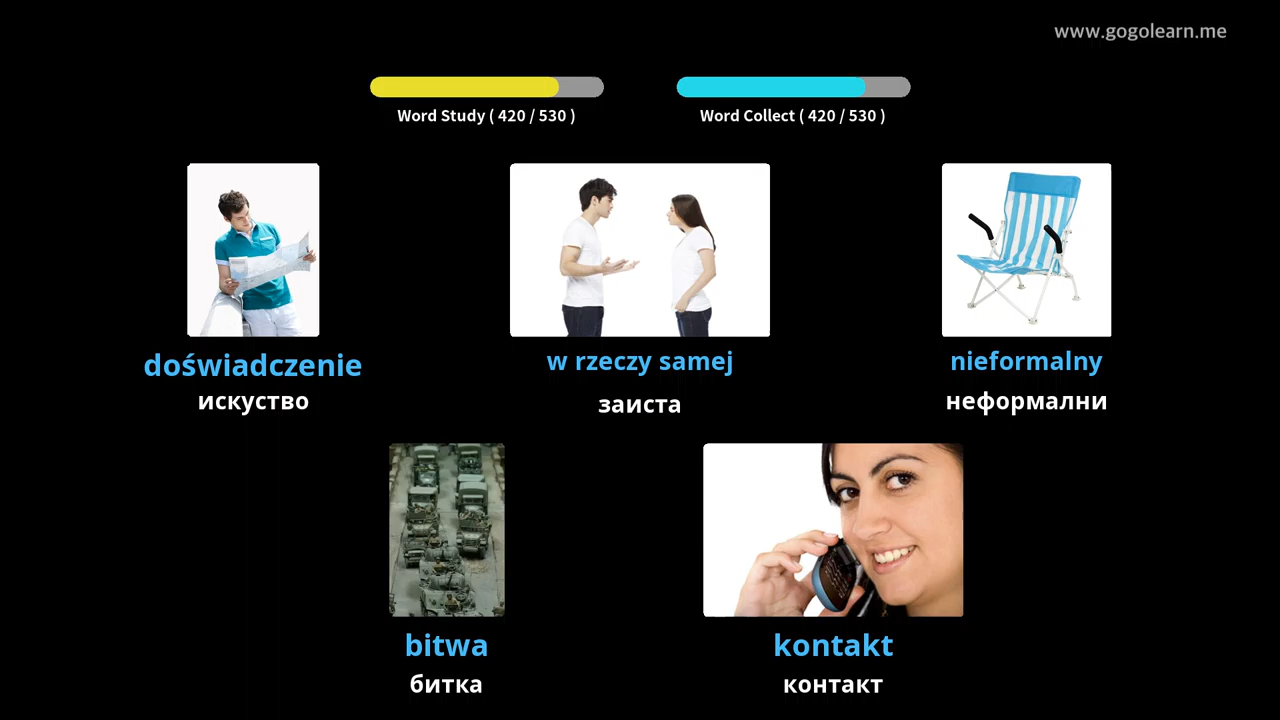 www.gogolearn.me
Word Study ( 420 / 530 )
Word Collect ( 420 / 530 )
doświadczenie
искуство
w rzeczy samej
заиста
nieformalny
неформални
bitwa
битка
kontakt
контакт